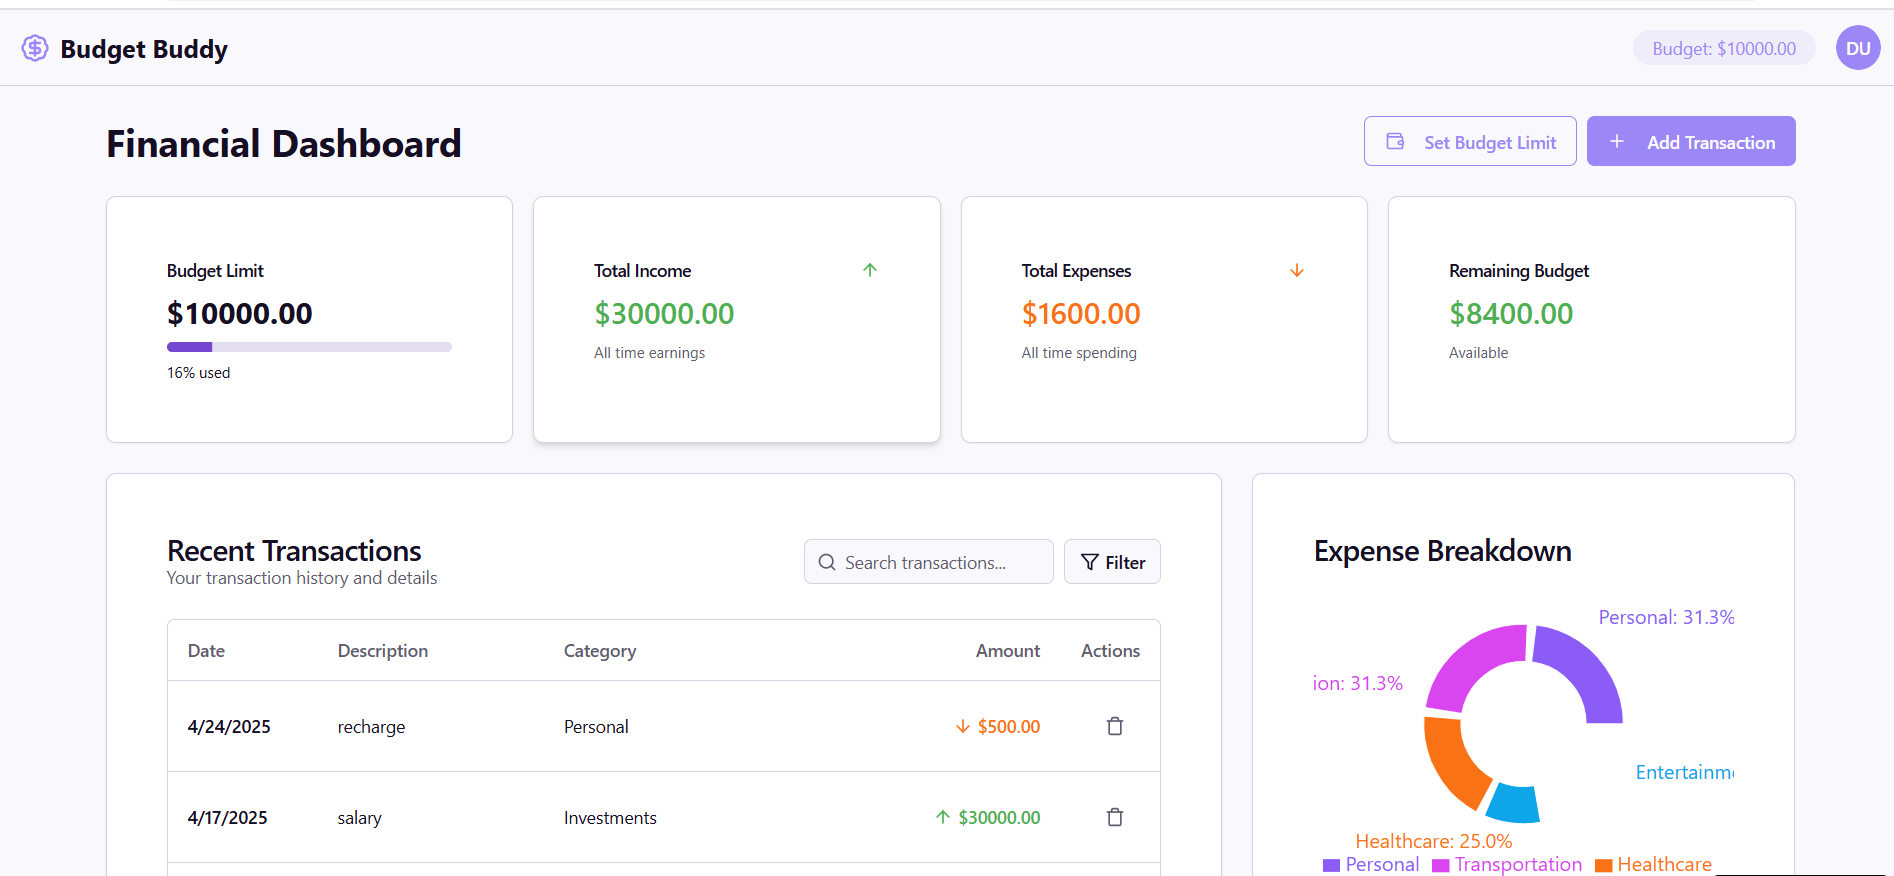 Budget Buddy
Budget: $10000.00
DU
Financial Dashboard
Set Budget Limit
Add Transaction
Budget Limit
$10000.00
16% used
Total Income
$30000.00
All time earnings
Total Expenses
$1600.00
All time spending
Remaining Budget
$8400.00
Available
Recent Transactions
Your transaction history and details
Search transactions...
Filter
Date Description Category Amount Actions
4/24/2025 recharge Personal $500.00
4/17/2025 salary Investments $30000.00
Expense Breakdown
Personal: 31.3%
ion: 31.3%
Entertainm
Healthcare: 25.0%
Personal Transportation Healthcare